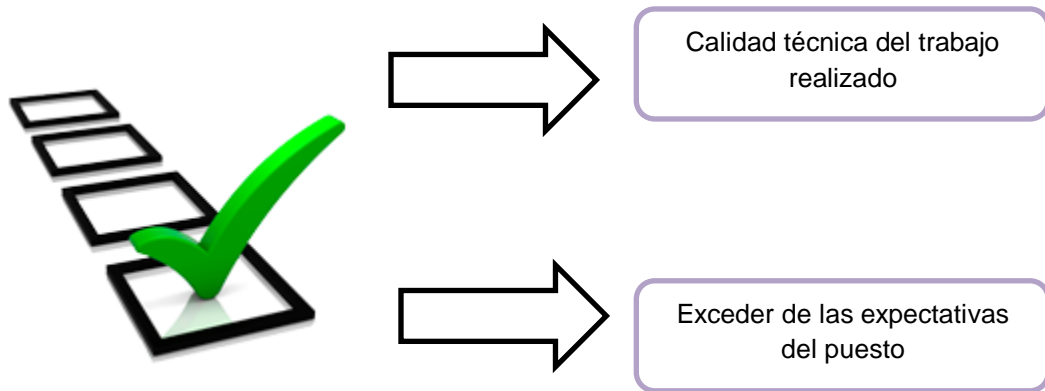 Calidad técnica del trabajo
realizado
Exceder de las expectativas
del puesto